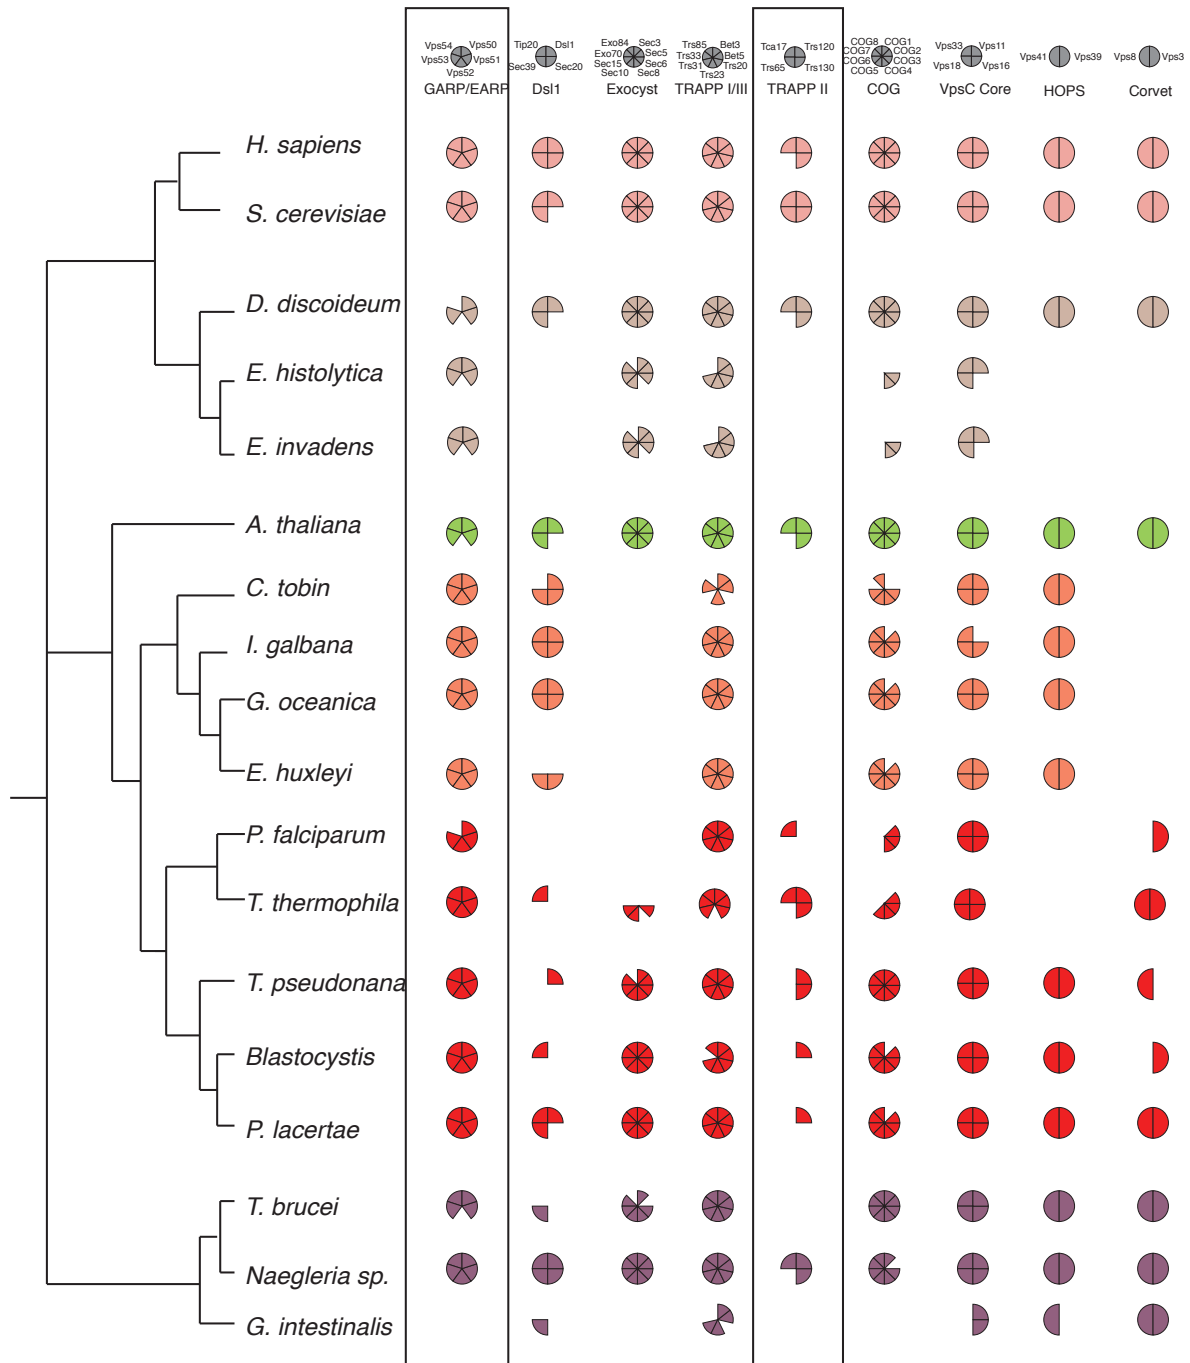 Vps54 Vps50
Vps53 Vps51
Vps52
GARP/EARP
Tip20 Dsl1
Sec39 Sec20
Dsl1
Exo84 Sec3
Exo70 Sec5
Sec15 Sec6
Sec10 Sec8
Exocyst
Trs85 Bet3
Trs33 Bet5
Trs31 Trs20
Trs23
TRAPP I/III
Tca17 Trs120
Trs65 Trs130
TRAPP II
COG8 COG1
COG7 COG2
COG6 COG3
COG5 COG4
COG
Vps33 Vps11
Vps18 Vps16
VpsC Core
Vps41 Vps39
HOPS
Vps8 Vps3
Corvet
H. sapiens
S. cerevisiae
D. discoideum
E. histolytica
E. invadens
A. thaliana
C. tobin
I. galbana
G. oceanica
E. huxleyi
P. falciparum
T. thermophila
T. pseudonana
Blastocystis
P. lacertae
T. brucei
Naegleria sp.
G. intestinalis